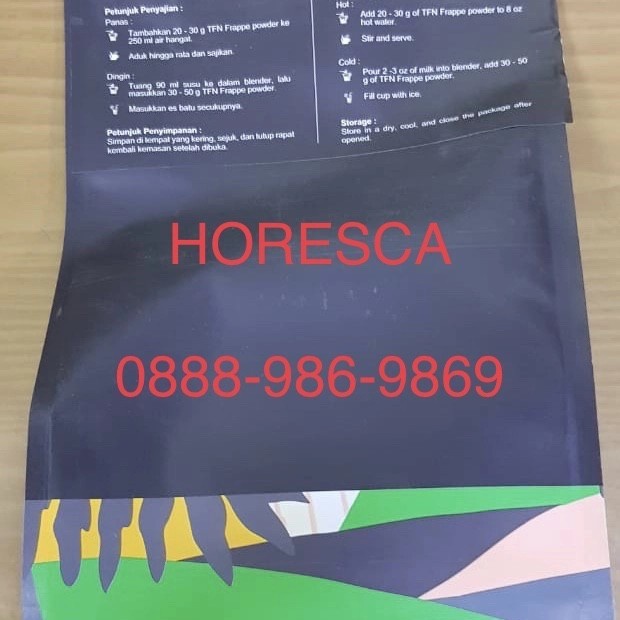 Petunjuk Penyajian :
Panas :
Tambahkan 20 - 30 g TFN Frappe powder ke
250 ml air hangat.
Aduk hingga rata dan sajikan.
Dingin :
Tuang 90 ml susu ke dalam blender, lalu
masukkan 30 - 50 g TFN Frappe powder.
Masukkan es batu secukupnya.
Petunjuk Penyimpanan :
Simpan di tempat yang kering, sejuk, dan tutup rapat
kembali kemasan setelah dibuka.
Hot :
Add 20 - 30 g of TFN Frappe powder to 8 oz
hot water.
Stir and serve.
Cold :
Pour 2 -3 oz of milk into blender, add 30 - 50
g of TFN Frappe powder.
Fill cup with ice.
Storage :
Store in a dry, cool, and close the package after
opened.
HORESCA
0888-986-9869